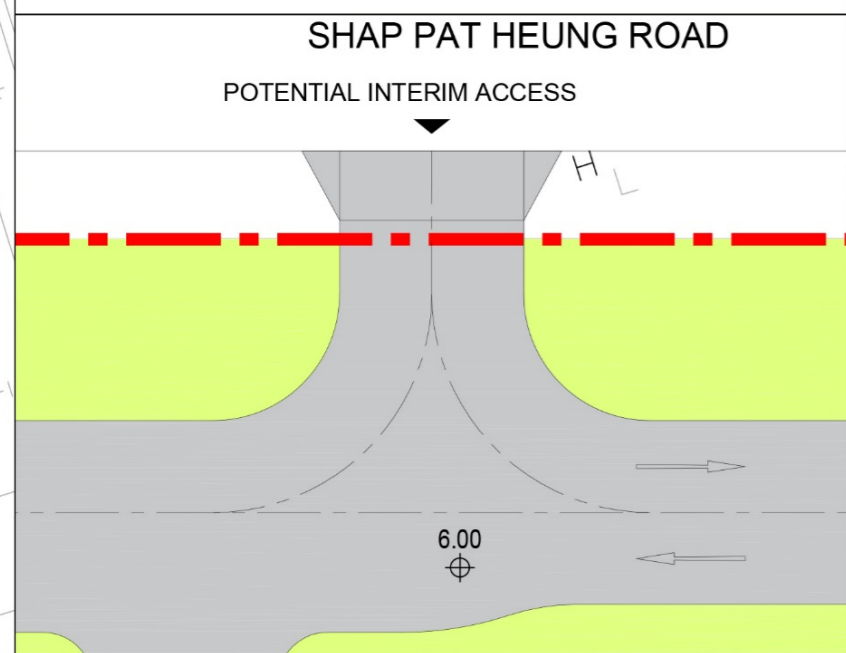 SHAP PAT HEUNG ROAD
POTENTIAL INTERIM ACCESS
H
L
6.00